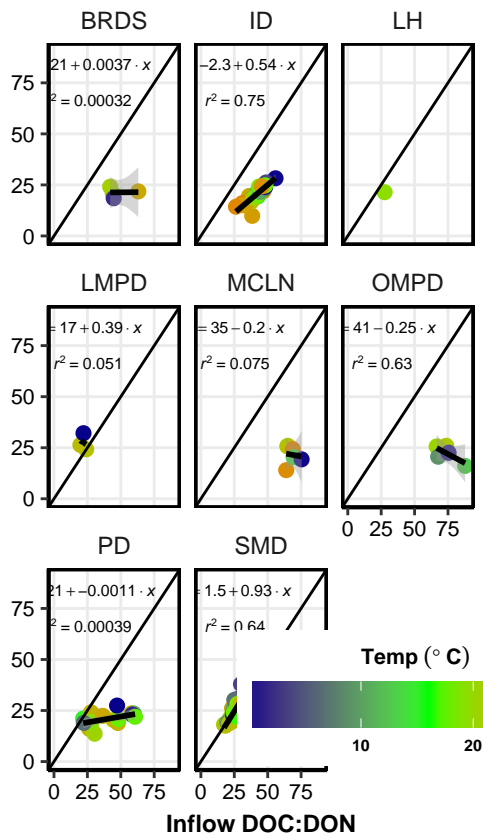 BRDS ID LH
21 + 0.0037 · x −2.3 + 0.54 · x
² = 0.00032 r² = 0.75
75
50
25
0
LMPD MCLN OMPD
= 17 + 0.39 · x = 35 − 0.2 · x = 41 − 0.25 · x
r² = 0.051 r² = 0.075 r² = 0.63
75
50
25
0
0 25 50 75
PD SMD
21 + −0.0011 · x = 1.5 + 0.93 · x
² = 0.00039 r² = 0.64
75
50
25
0
Temp (° C)
10 20
0 25 50 75 0 25 50 75
Inflow DOC:DON